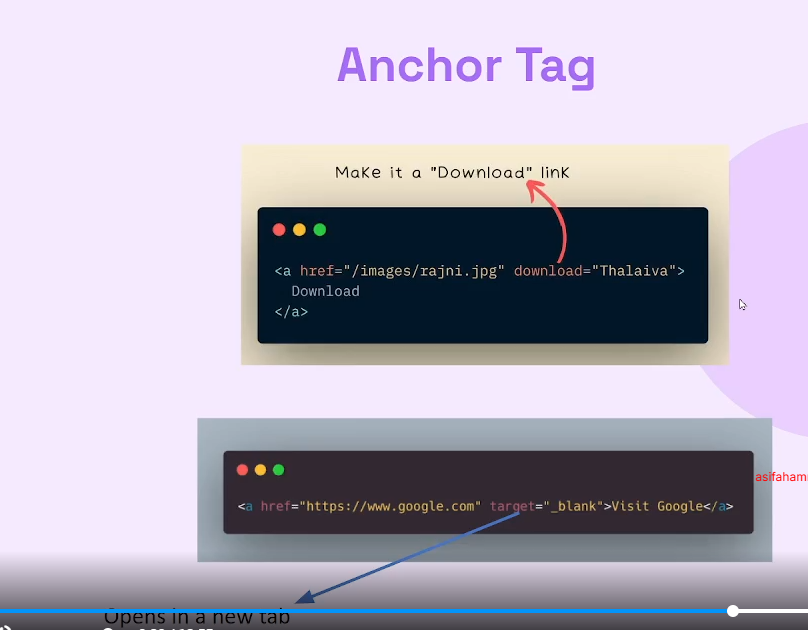 Anchor Tag
Make it a "Download" link
<a href="/images/rajni.jpg" download="Thalaiva">
Download
</a>
asifaham
<a href="https://www.google.com" target="_blank">Visit Google</a>
Opens in a new tab